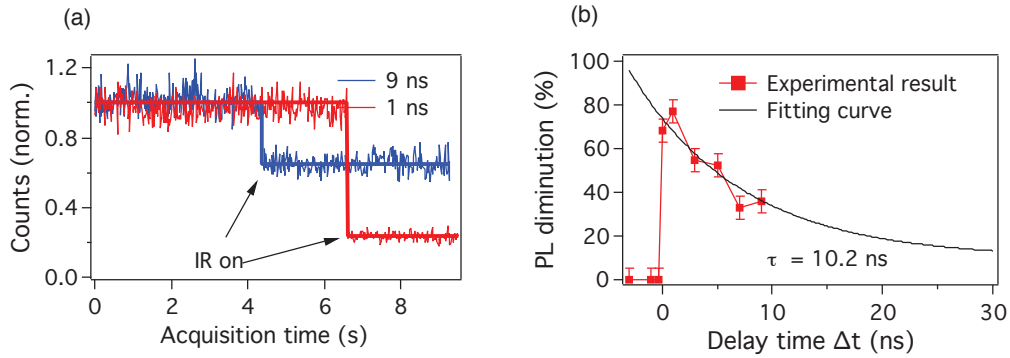 (a)
1.2
0.8
0.4
0.0
Counts (norm.)
9 ns
1 ns
IR on
0
2
4
6
8
Acquisition time (s)
(b)
100
80
60
40
20
0
PL diminution (%)
Experimental result
Fitting curve
τ = 10.2 ns
0
10
20
30
Delay time Δt (ns)